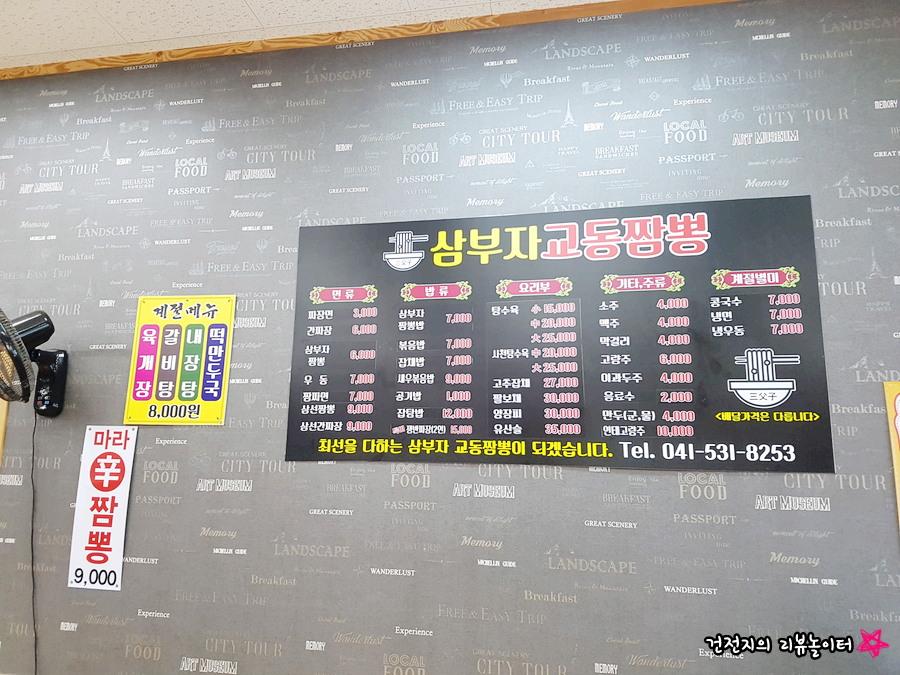 삼부자교동짬뽕
면 류
짜장면 3,000
간짜장 6,000
삼부자짬뽕 6,000
우 동 7,000
짬짜면 7,000
삼선짬뽕 9,000
삼선간짜장 9,000
밥 류
삼부자짬뽕밥 7,000
볶음밥 7,000
잡채밥 7,000
새우볶음밥 9,000
공기밥 1,000
잡탕밥 12,000
쟁반짜장(2인) 15,000
요리부
탕수육 小 15,000
中 20,000
大 25,000
사천탕수육 中 20,000
大 25,000
고추잡채 27,000
팔보채 30,000
양장피 30,000
유산슬 35,000
기타,주류
소주 4,000
맥주 4,000
막걸리 4,000
고량주 6,000
이과두주 4,000
음료수 2,000
만두(군,물) 4,000
연태고량주 10,000
계절별미
콩국수 7,000
냉면 7,000
냉우동 7,000
三父子
<배달가격은 다릅니다>
최선을 다하는 삼부자 교동짬뽕이 되겠습니다. Tel. 041-531-8253
계절메뉴
육개장
갈비탕
내장탕
떡만두국
8,000원
마라
辛
짬뽕
9,000
LANDSCAPE
FREE & EASY TRIP
CITY TOUR
LOCAL FOOD
ART MUSEUM
PASSPORT
WANDERLUST
Breakfast
Memory
Experience
GREAT SCENERY
MICHELLIN GUIDE
건전지의 리뷰놀이터